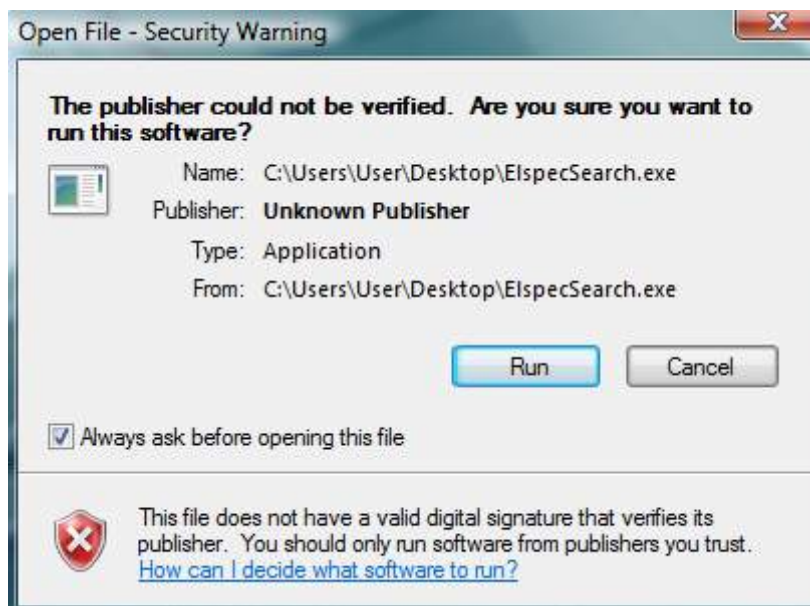 Open File - Security Warning
The publisher could not be verified. Are you sure you want to
run this software?
Name: C:\Users\User\Desktop\ElspecSearch.exe
Publisher: Unknown Publisher
Type: Application
From: C:\Users\User\Desktop\ElspecSearch.exe
Run Cancel
Always ask before opening this file
This file does not have a valid digital signature that verifies its
publisher. You should only run software from publishers you trust.
How can I decide what software to run?